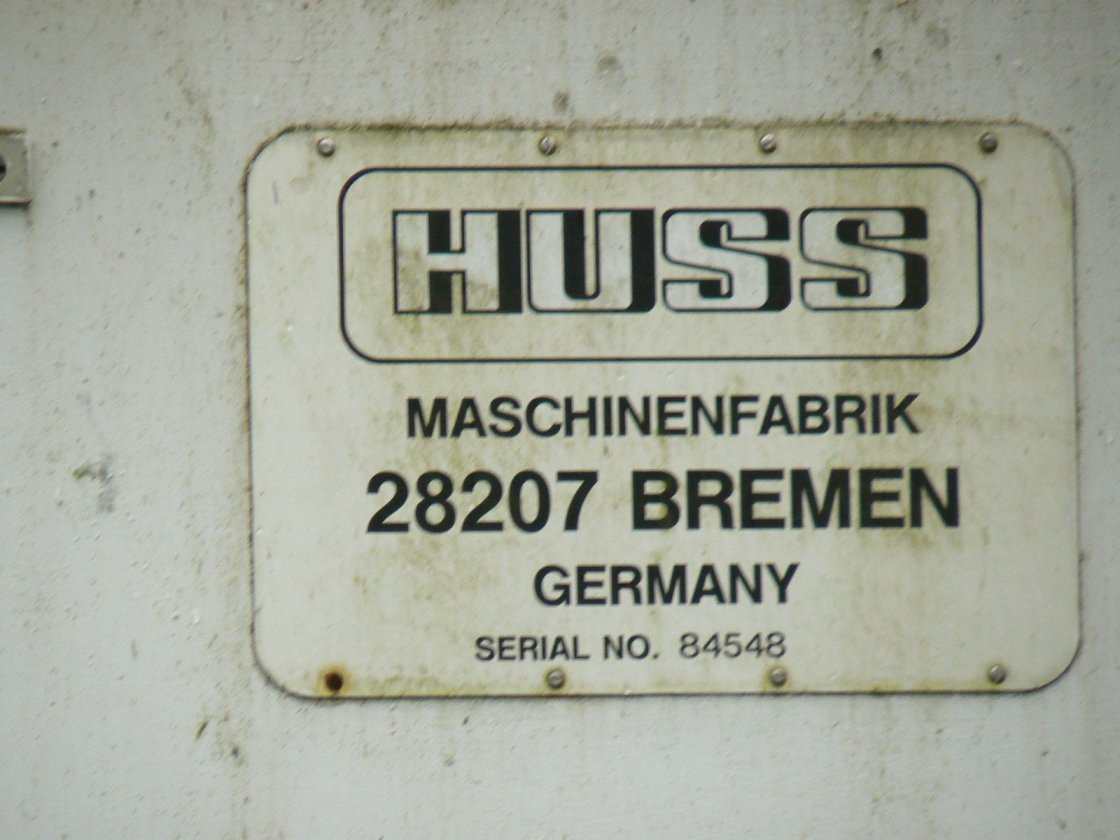 HUSS
MASCHINENFABRIK
28207 BREMEN
GERMANY
SERIAL NO. 84548